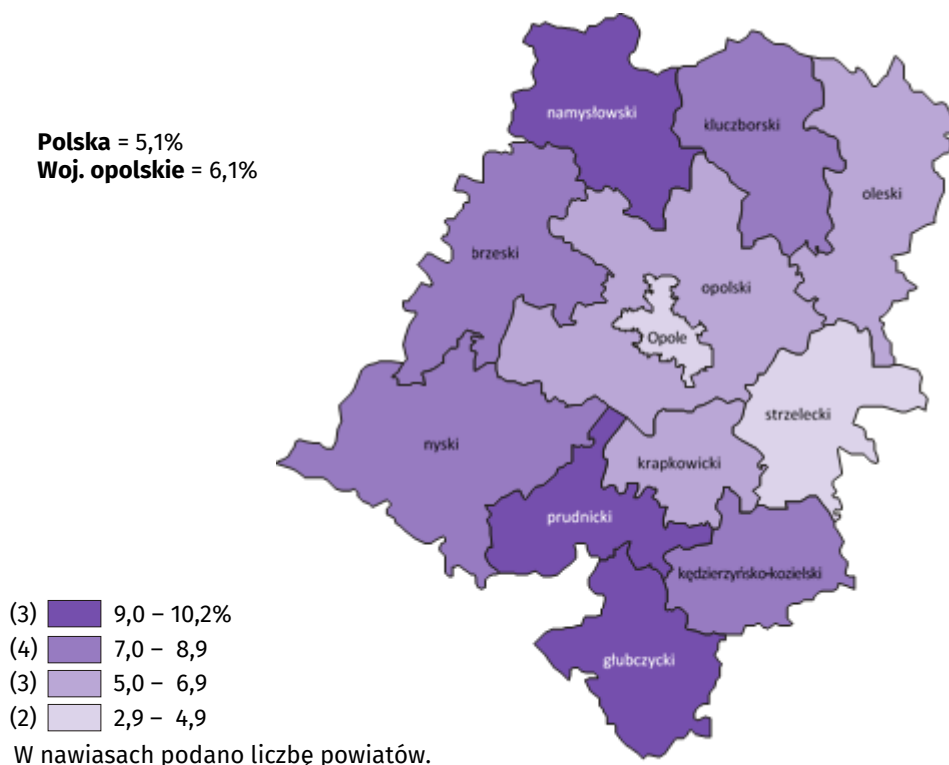 Polska = 5,1%
Woj. opolskie = 6,1%
namysłowski
kluczborski
oleski
brzeski
opolski
Opole
strzelecki
nyski
krapkowicki
prudnicki
kędzierzyńsko-kozielski
głubczycki
(3) 9,0 – 10,2%
(4) 7,0 – 8,9
(3) 5,0 – 6,9
(2) 2,9 – 4,9
W nawiasach podano liczbę powiatów.